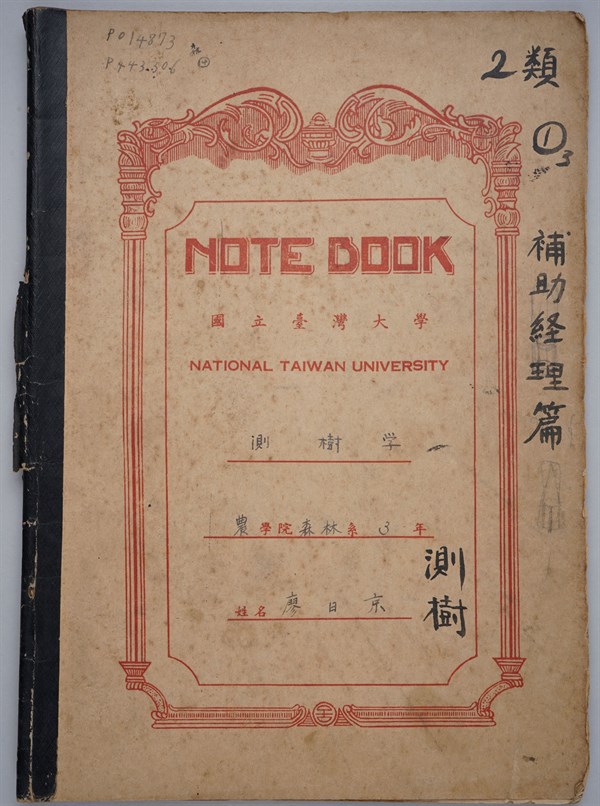 P014873
P443.506
2類
①3
補助経理篇
NOTE BOOK
國立臺灣大學
NATIONAL TAIWAN UNIVERSITY
測樹学
農學院森林系3年
姓名 廖日京
測樹